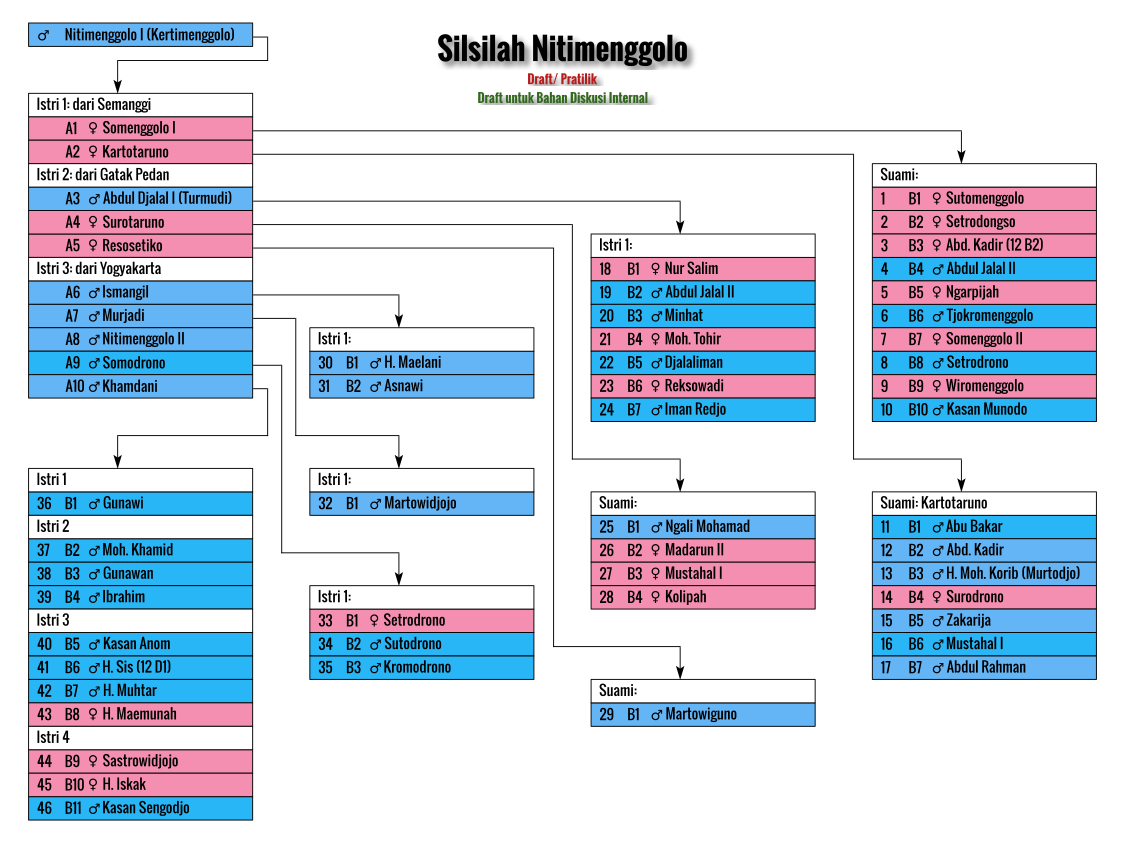 ♂ Nitimenggolo I (Kertimenggolo)
Silsilah Nitimenggolo
Draft/ Pratilik
Draft untuk Bahan Diskusi Internal
Istri 1: dari Semanggi
A1 ♀ Somenggolo I
A2 ♀ Kartotaruno
Istri 2: dari Gatak Pedan
A3 ♂ Abdul Djalal I (Turmudi)
A4 ♀ Surotaruno
A5 ♀ Resosetiko
Istri 3: dari Yogyakarta
A6 ♂ Ismangil
A7 ♂ Murjadi
A8 ♂ Nitimenggolo II
A9 ♂ Somodrono
A10 ♂ Khamdani
Suami:
1 B1 ♀ Sutomenggolo
2 B2 ♀ Setrodongso
3 B3 ♀ Abd. Kadir (12 B2)
4 B4 ♂ Abdul Jalal II
5 B5 ♀ Ngarpijah
6 B6 ♂ Tjokromenggolo
7 B7 ♀ Somenggolo II
8 B8 ♂ Setrodrono
9 B9 ♀ Wiromenggolo
10 B10 ♂ Kasan Munodo
Istri 1:
18 B1 ♀ Nur Salim
19 B2 ♂ Abdul Jalal II
20 B3 ♂ Minhat
21 B4 ♀ Moh. Tohir
22 B5 ♂ Djalaliman
23 B6 ♀ Reksowadi
24 B7 ♂ Iman Redjo
Istri 1:
30 B1 ♂ H. Maelani
31 B2 ♂ Asnawi
Istri 1
36 B1 ♂ Gunawi
Istri 2
37 B2 ♂ Moh. Khamid
38 B3 ♂ Gunawan
39 B4 ♂ Ibrahim
Istri 3
40 B5 ♂ Kasan Anom
41 B6 ♂ H. Sis (12 D1)
42 B7 ♂ H. Muhtar
43 B8 ♀ H. Maemunah
Istri 4
44 B9 ♀ Sastrowidjojo
45 B10 ♀ H. Iskak
46 B11 ♂ Kasan Sengodjo
Istri 1:
32 B1 ♂ Martowidjojo
Istri 1:
33 B1 ♀ Setrodrono
34 B2 ♂ Sutodrono
35 B3 ♂ Kromodrono
Suami:
25 B1 ♂ Ngali Mohamad
26 B2 ♀ Madarun II
27 B3 ♀ Mustahal I
28 B4 ♀ Kolipah
Suami:
29 B1 ♂ Martowiguno
Suami: Kartotaruno
11 B1 ♂ Abu Bakar
12 B2 ♂ Abd. Kadir
13 B3 ♂ H. Moh. Korib (Murtodjo)
14 B4 ♀ Surodrono
15 B5 ♂ Zakarija
16 B6 ♂ Mustahal I
17 B7 ♂ Abdul Rahman